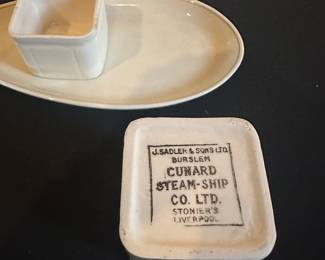 J. SADLER & SONS LTD.
BURSLEM
CUNARD
STEAM-SHIP
CO. LTD.
STONIER'S
LIVERPOOL